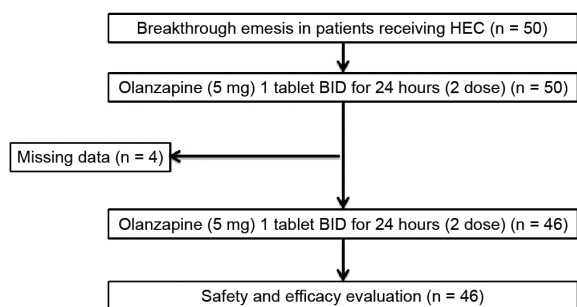 Breakthrough emesis in patients receiving HEC (n = 50)
Olanzapine (5 mg) 1 tablet BID for 24 hours (2 dose) (n = 50)
Missing data (n = 4)
Olanzapine (5 mg) 1 tablet BID for 24 hours (2 dose) (n = 46)
Safety and efficacy evaluation (n = 46)